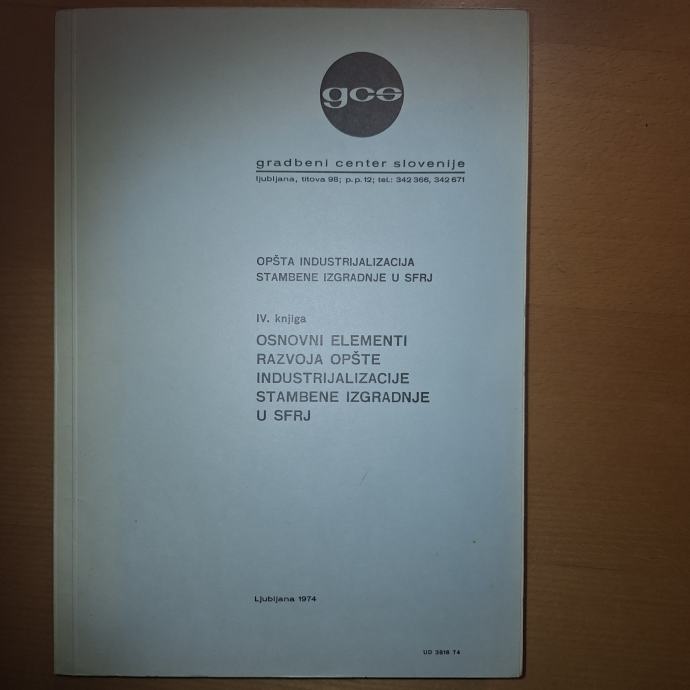 gcs
gradbeni center slovenije
ljubljana, titova 98; p. p. 12; tel.: 342 366, 342 671
OPŠTA INDUSTRIJALIZACIJA
STAMBENE IZGRADNJE U SFRJ
IV. knjiga
OSNOVNI ELEMENTI
RAZVOJA OPŠTE
INDUSTRIJALIZACIJE
STAMBENE IZGRADNJE
U SFRJ
Ljubljana 1974
UD 3818 74